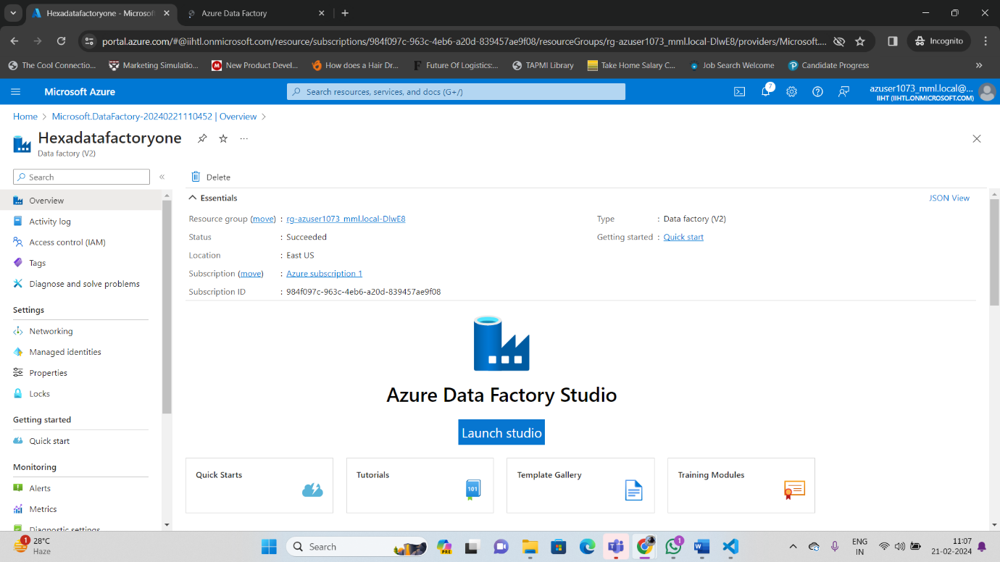 Hexadatafactoryone - Microsoft
Azure Data Factory
portal.azure.com/#@iihtl.onmicrosoft.com/resource/subscriptions/984f097c-963c-4eb6-a20d-839457ae9f08/resourceGroups/rg-azuser1073_mml.local-DlwE8/providers/Microsoft....
Incognito
The Cool Connectio...
Marketing Simulatio...
New Product Devel...
How does a Hair Dr...
Future Of Logistics:...
TAPMI Library
Take Home Salary C...
Job Search Welcome
Candidate Progress
Microsoft Azure
Search resources, services, and docs (G+/)
7
azuser1073_mml.local@...
IIHT (IIHTL.ONMICROSOFT.COM)
Home > Microsoft.DataFactory-20240221110452 | Overview >
Hexadatafactoryone
Data factory (V2)
Search
Delete
Overview
Activity log
Access control (IAM)
Tags
Diagnose and solve problems
Settings
Networking
Managed identities
Properties
Locks
Getting started
Quick start
Monitoring
Alerts
Metrics
Diagnostic settings
Essentials
JSON View
Resource group (move) : rg-azuser1073_mml.local-DlwE8
Status : Succeeded
Location : East US
Subscription (move) : Azure subscription 1
Subscription ID : 984f097c-963c-4eb6-a20d-839457ae9f08
Type : Data factory (V2)
Getting started : Quick start
Azure Data Factory Studio
Launch studio
Quick Starts
Tutorials
101
Template Gallery
Training Modules
1
28°C
Haze
Search
PRE
1
ENG
IN
11:07
21-02-2024